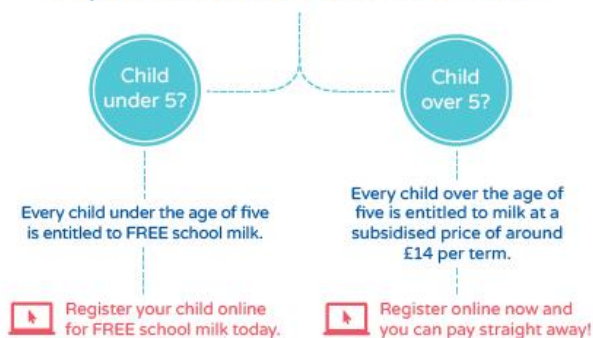 Child
under 5?
Child
over 5?
Every child under the age of five
is entitled to FREE school milk.
Every child over the age of
five is entitled to milk at a
subsidised price of around
£14 per term.
Register your child online
for FREE school milk today.
Register online now and
you can pay straight away!